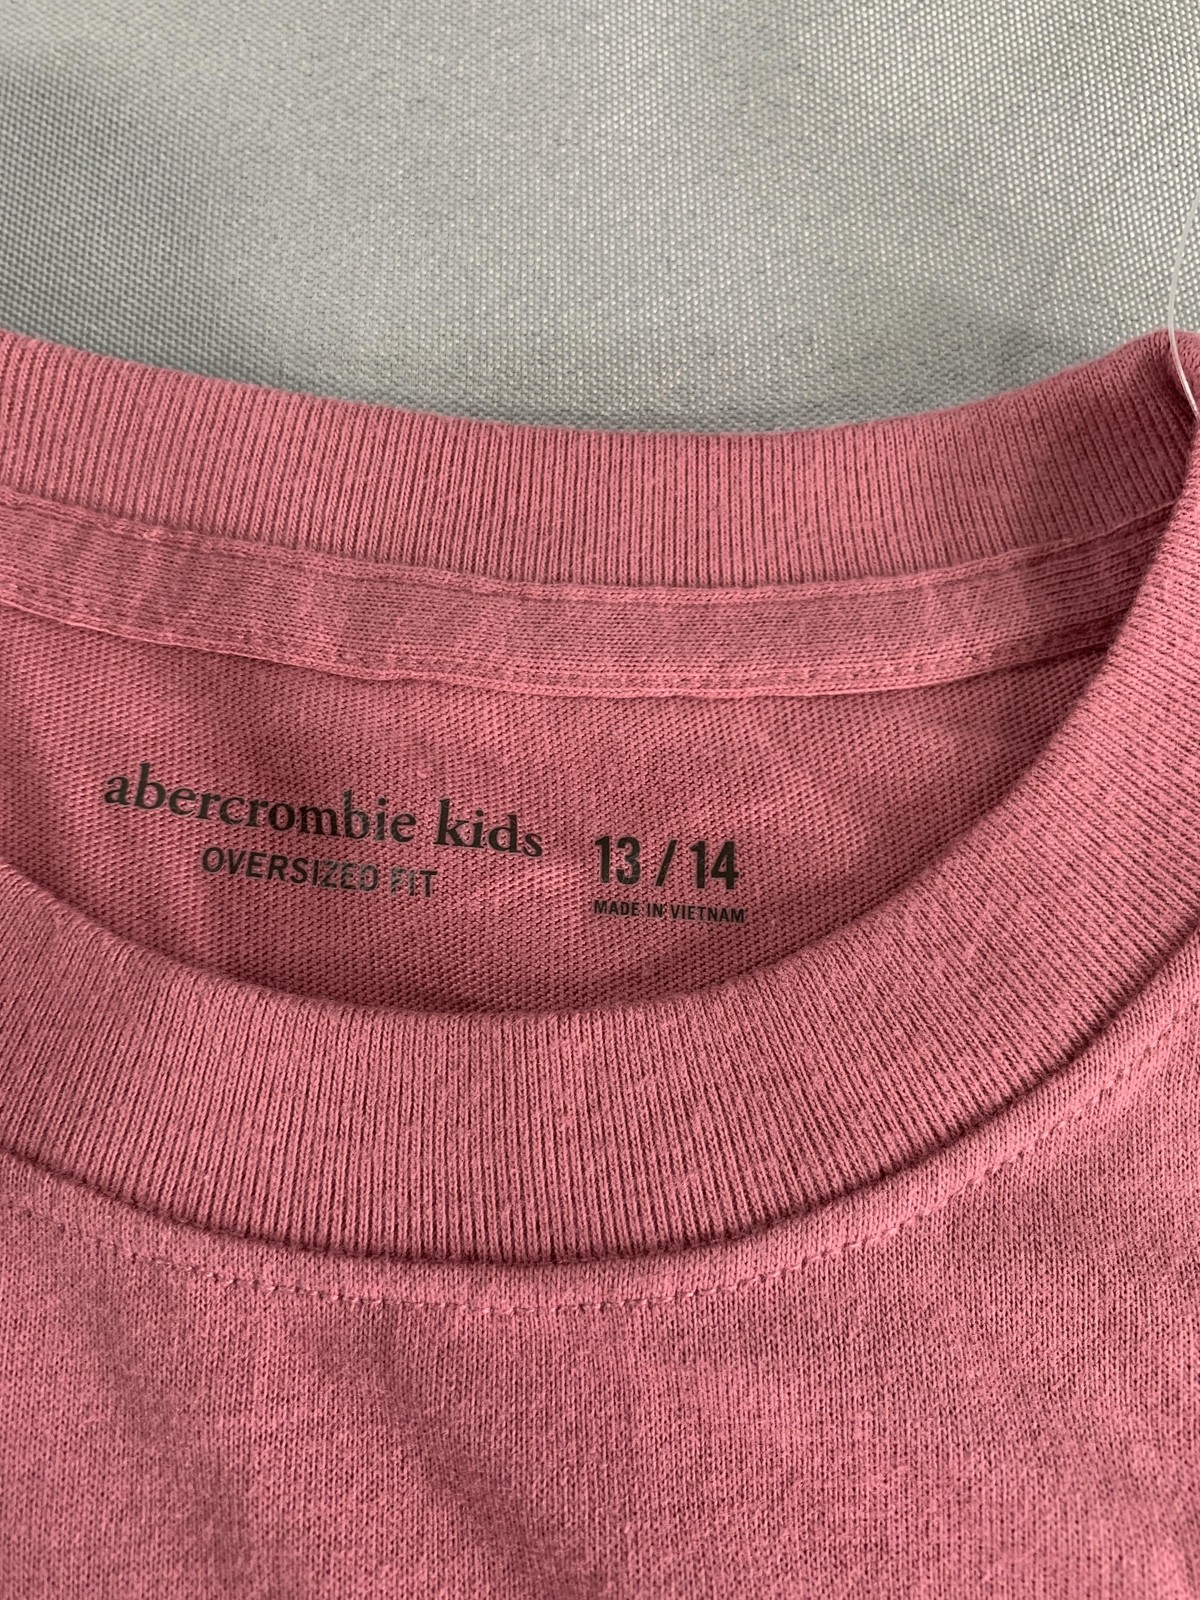 abercrombie kids
OVERSIZED FIT
13 / 14
MADE IN VIETNAM